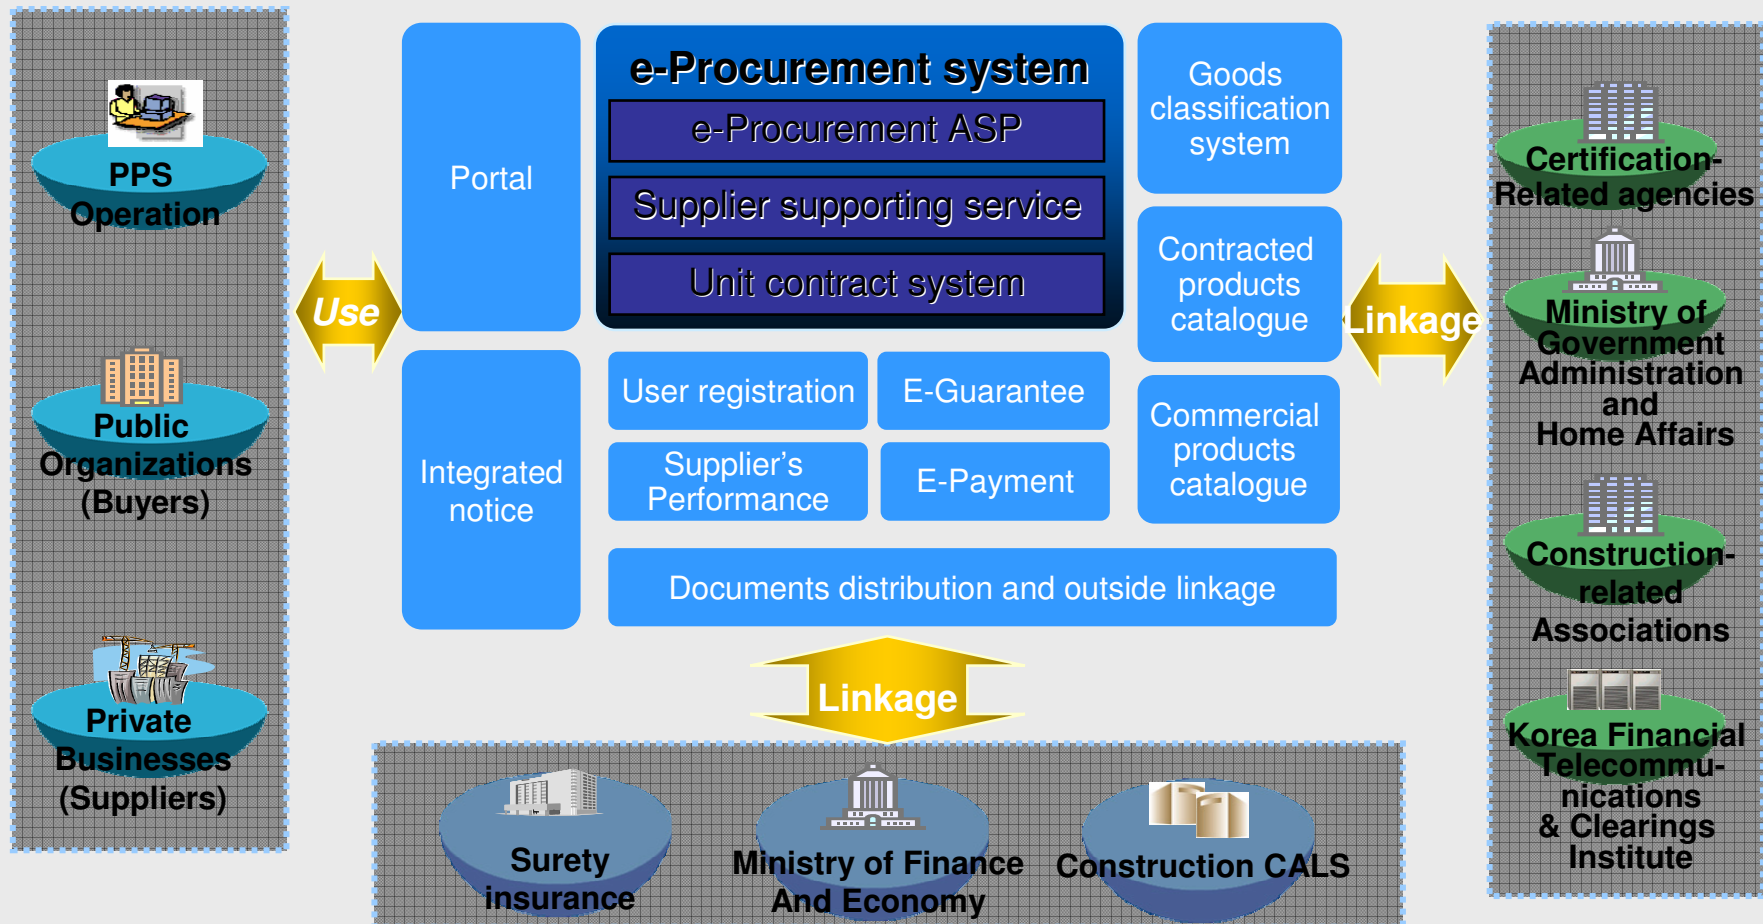 PPS
Operation
Public
Organizations
(Buyers)
Private
Businesses
(Suppliers)
Use
Portal
Integrated
notice
e-Procurement system
e-Procurement ASP
Supplier supporting service
Unit contract system
User registration
E-Guarantee
Supplier’s
Performance
E-Payment
Documents distribution and outside linkage
Goods
classification
system
Contracted
products
catalogue
Commercial
products
catalogue
Linkage
Linkage
Certification-
Related agencies
Ministry of
Government
Administration
and
Home Affairs
Construction-
related
Associations
Korea Financial
Telecommu-
nications
& Clearings
Institute
Surety
insurance
Ministry of Finance
And Economy
Construction CALS